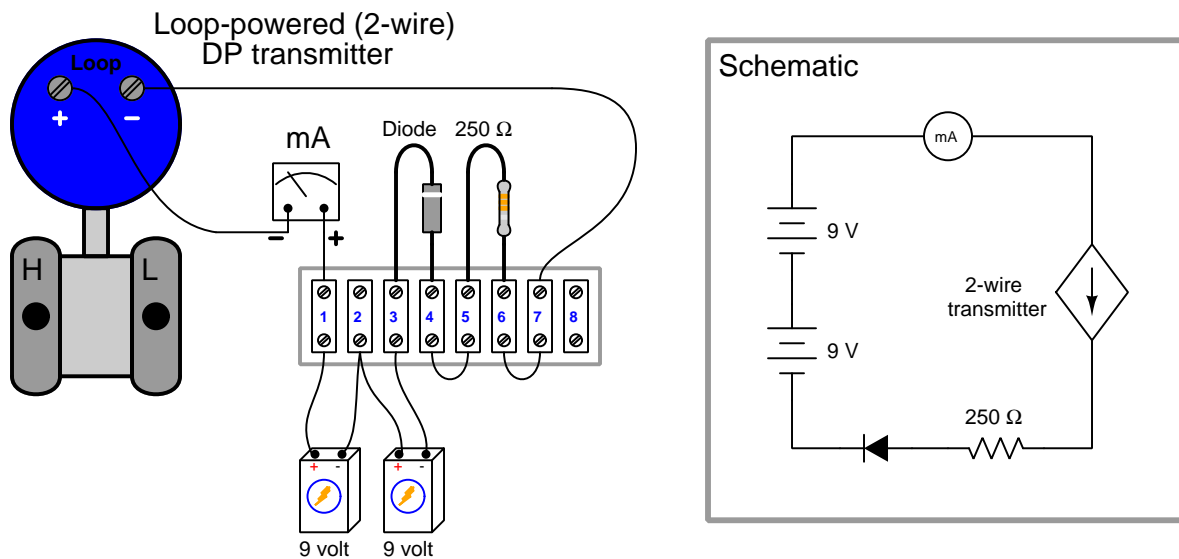 Loop-powered (2-wire)
DP transmitter
Loop
+ −
H L
mA
− +
Diode 250 Ω
1 2 3 4 5 6 7 8
+ - + -
9 volt 9 volt
Schematic
mA
9 V
2-wire
transmitter
9 V
250 Ω